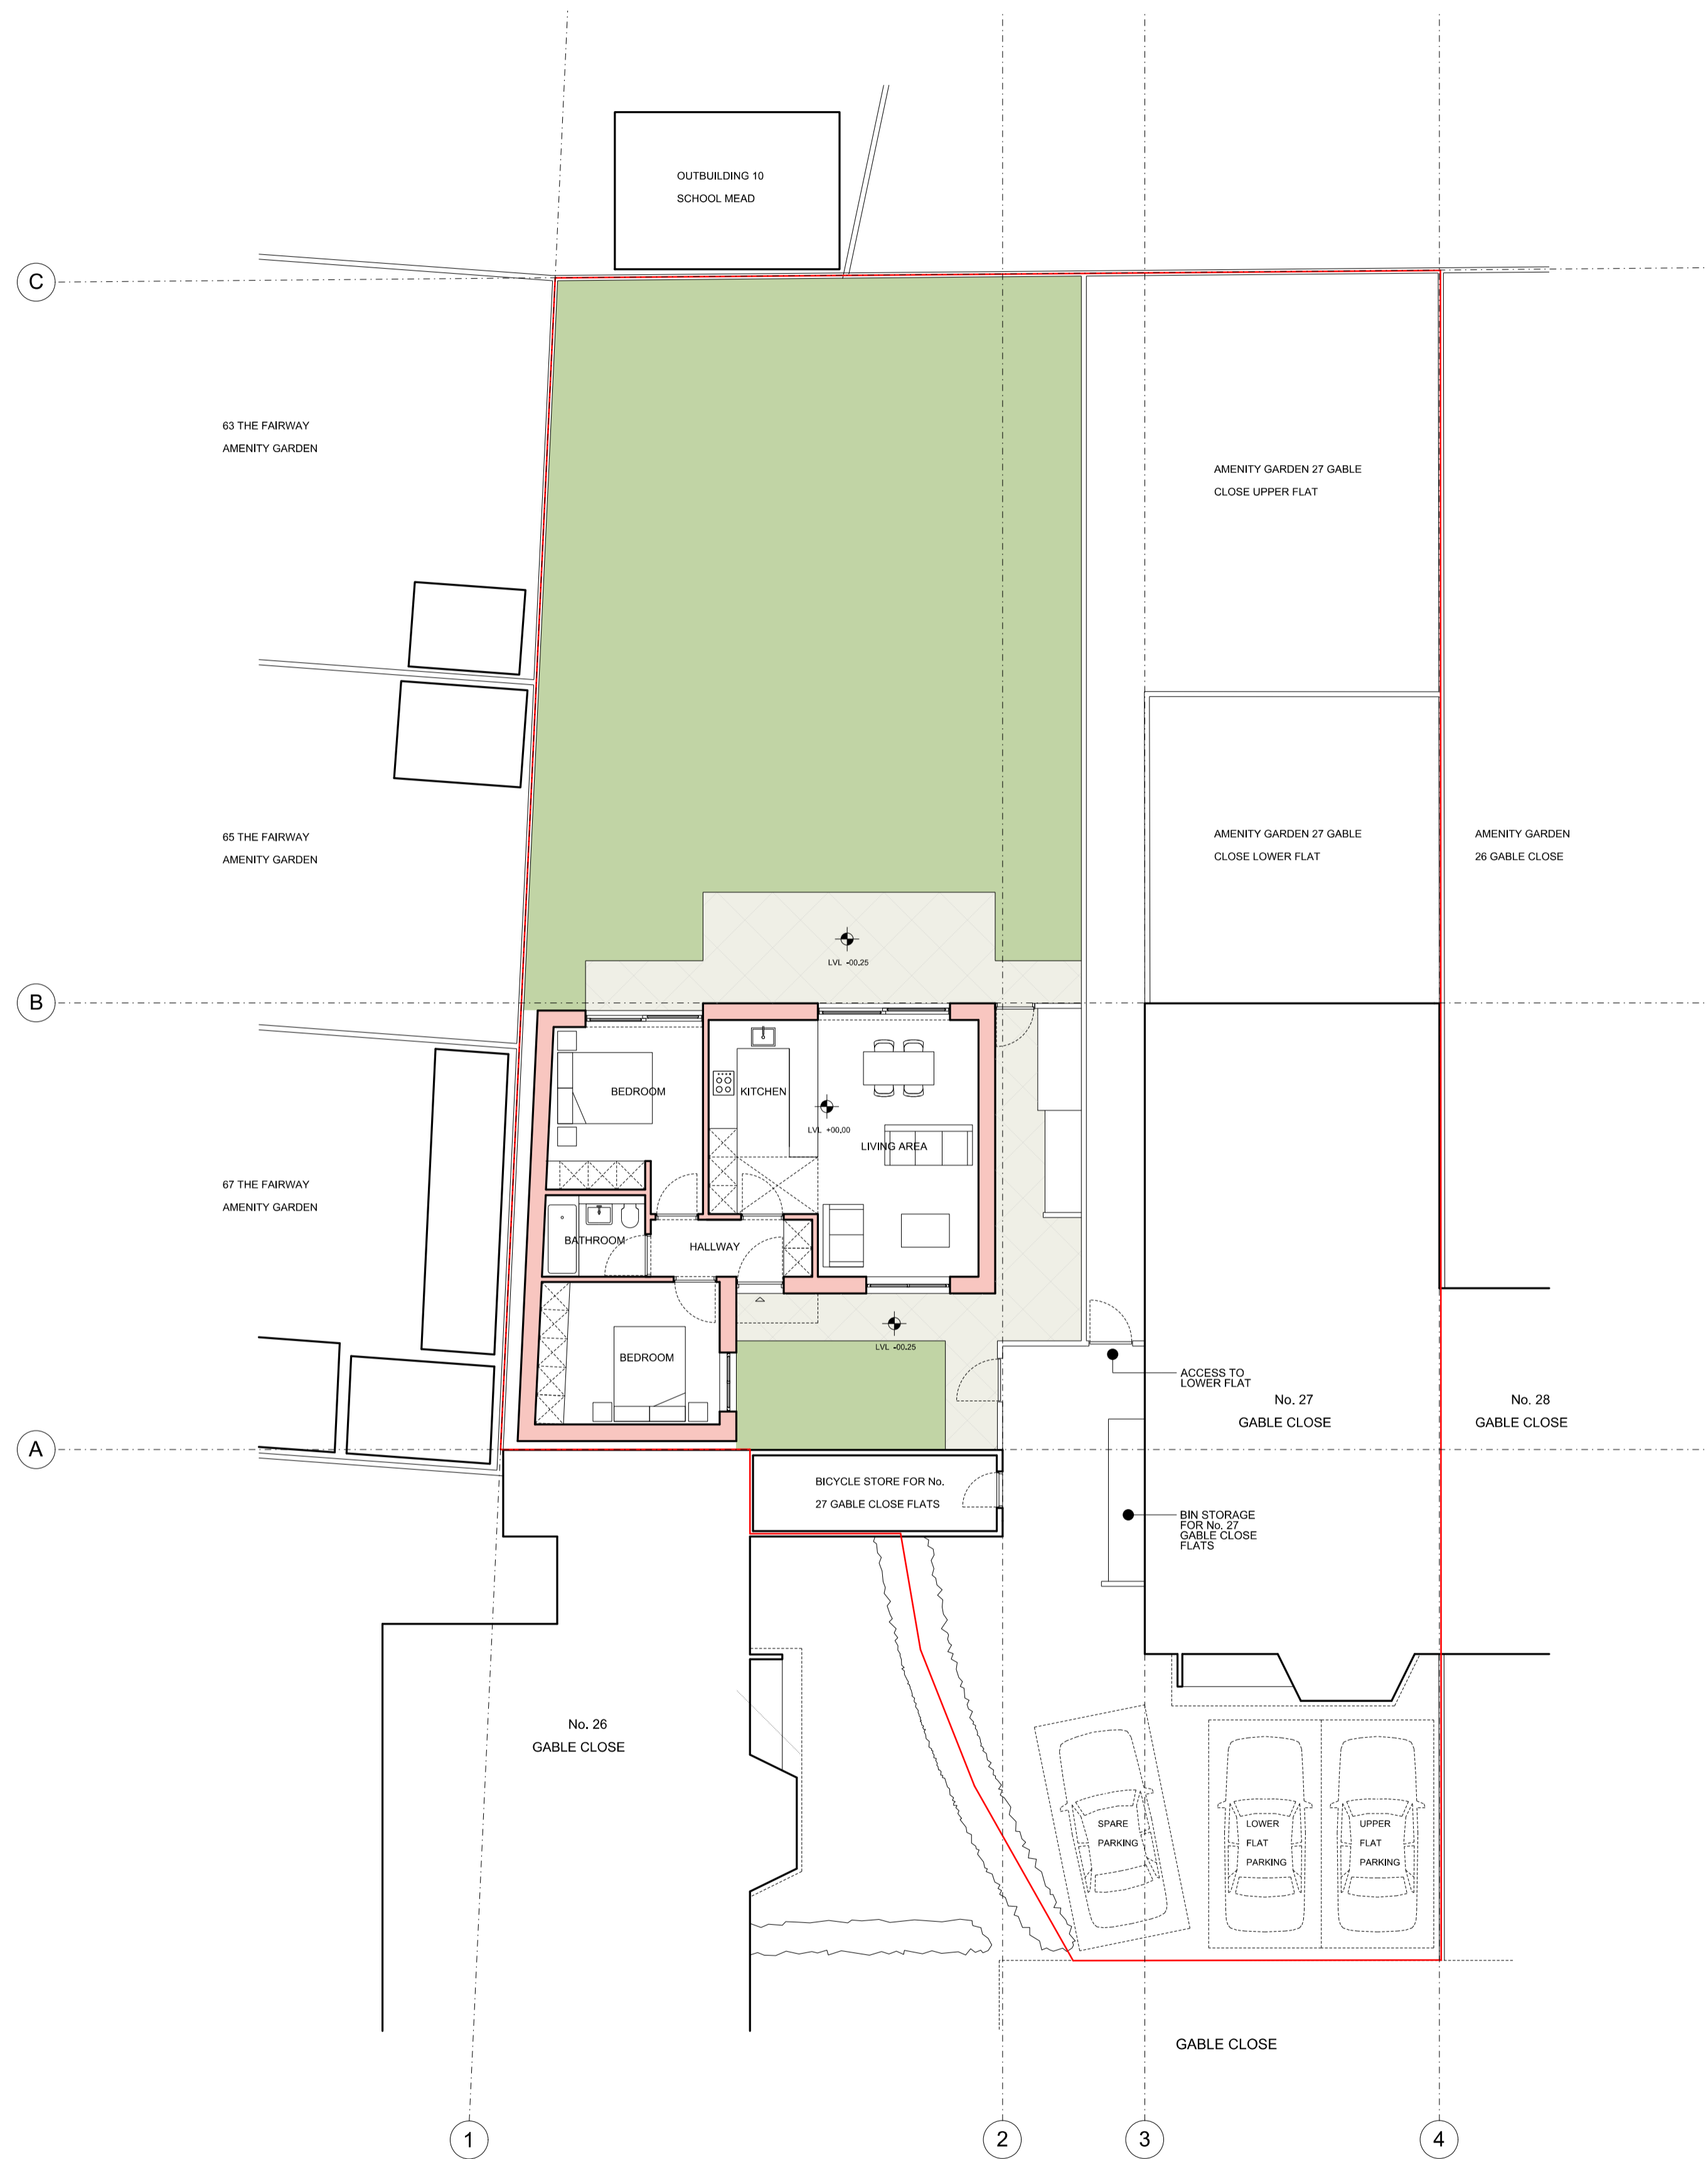 OUTBUILDING 10
SCHOOL MEAD
C
63 THE FAIRWAY
AMENITY GARDEN
AMENITY GARDEN 27 GABLE
CLOSE UPPER FLAT
65 THE FAIRWAY
AMENITY GARDEN
AMENITY GARDEN 27 GABLE
CLOSE LOWER FLAT
AMENITY GARDEN
26 GABLE CLOSE
LVL -00.25
B
BEDROOM
KITCHEN
LVL +00,00
LIVING AREA
67 THE FAIRWAY
AMENITY GARDEN
BATHROOM
HALLWAY
LVL -00.25
BEDROOM
ACCESS TO
LOWER FLAT
No. 27
GABLE CLOSE
No. 28
GABLE CLOSE
A
BICYCLE STORE FOR No.
27 GABLE CLOSE FLATS
BIN STORAGE
FOR No. 27
GABLE CLOSE
FLATS
No. 26
GABLE CLOSE
SPARE
PARKING
LOWER
FLAT
PARKING
UPPER
FLAT
PARKING
GABLE CLOSE
1
2
3
4